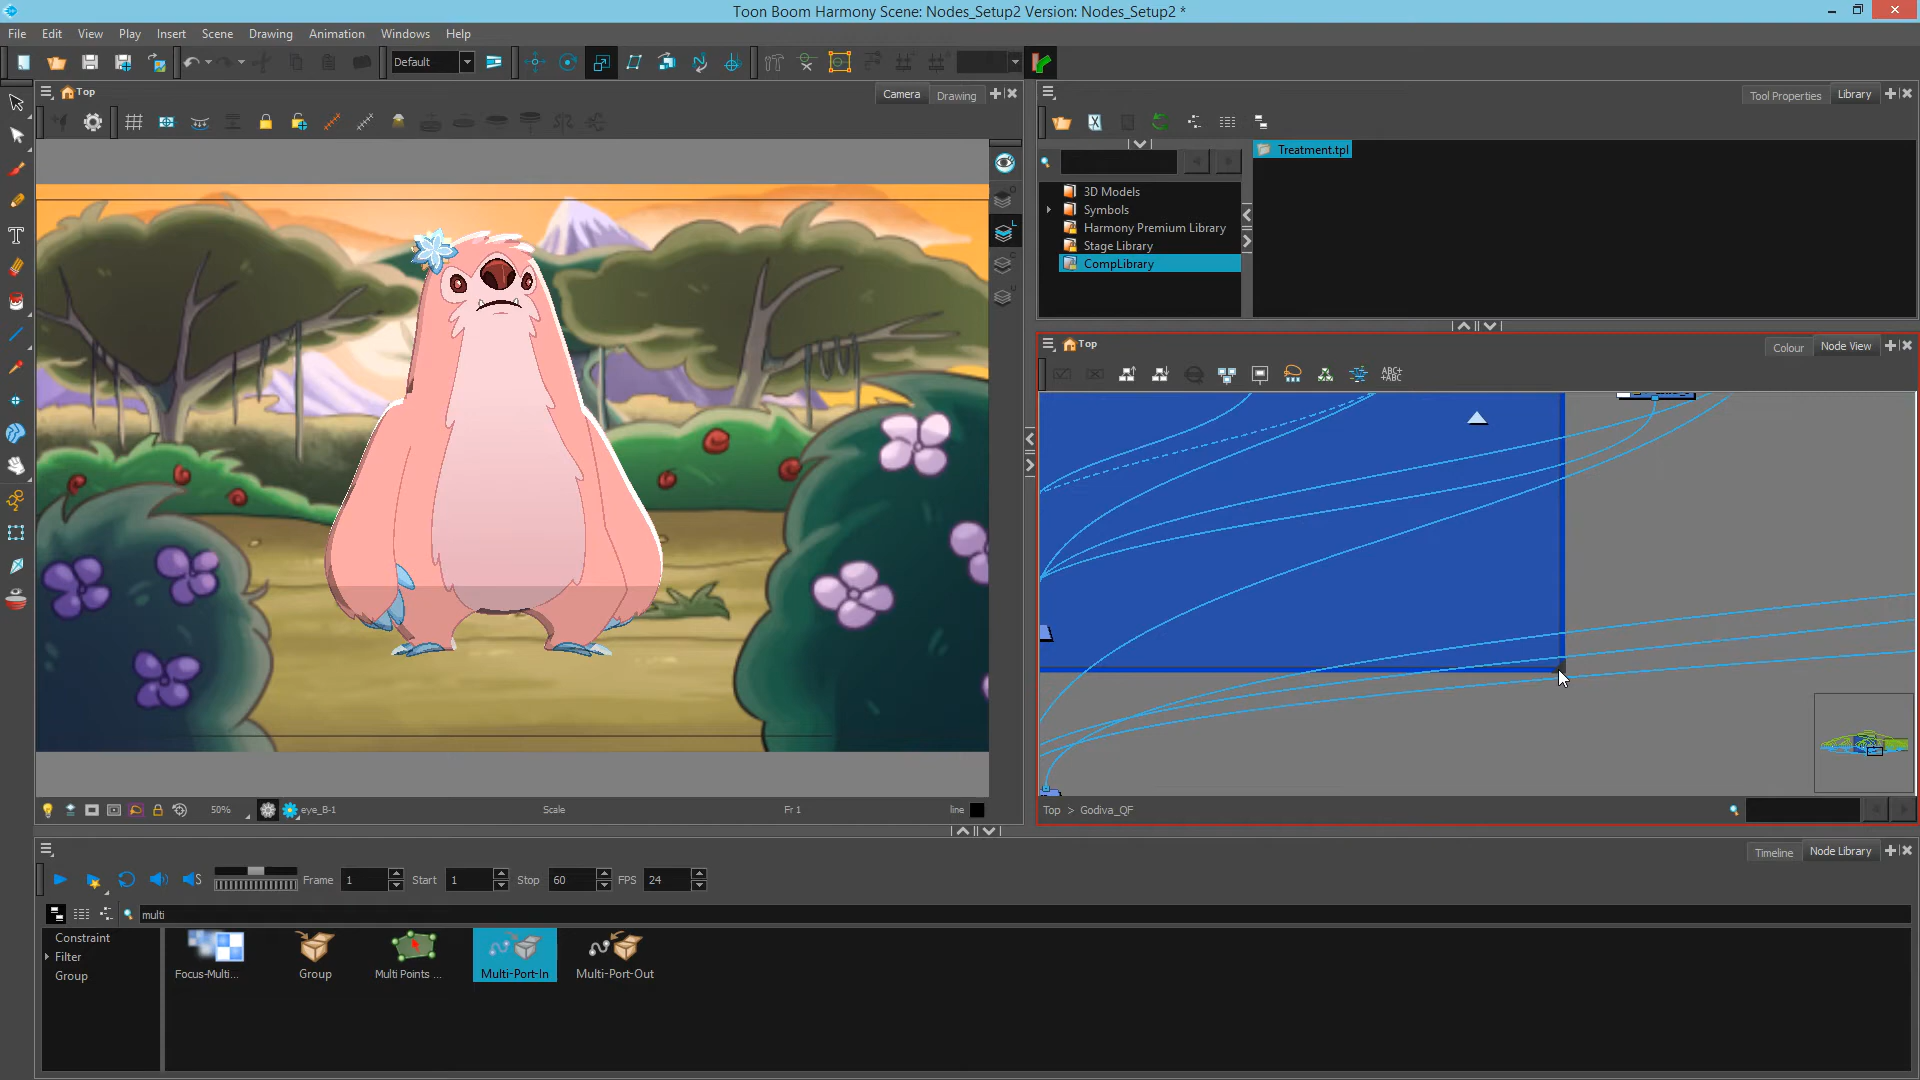 Toon Boom Harmony Scene: Nodes_Setup2 Version: Nodes_Setup2 *
File Edit View Play Insert Scene Drawing Animation Windows Help
Default
Top
Camera Drawing
Tool Properties Library
Treatment.tpl
3D Models
Symbols
Harmony Premium Library
Stage Library
CompLibrary
Top
Colour Node View
ABC+
+ABC
Top > Godiva_QF
50% eye_B-1 Scale Fr 1 line
Timeline Node Library
Frame 1 Start 1 Stop 60 FPS 24
multi
Constraint
Filter
Group
Focus-Multi... Group Multi Points ... Multi-Port-In Multi-Port-Out